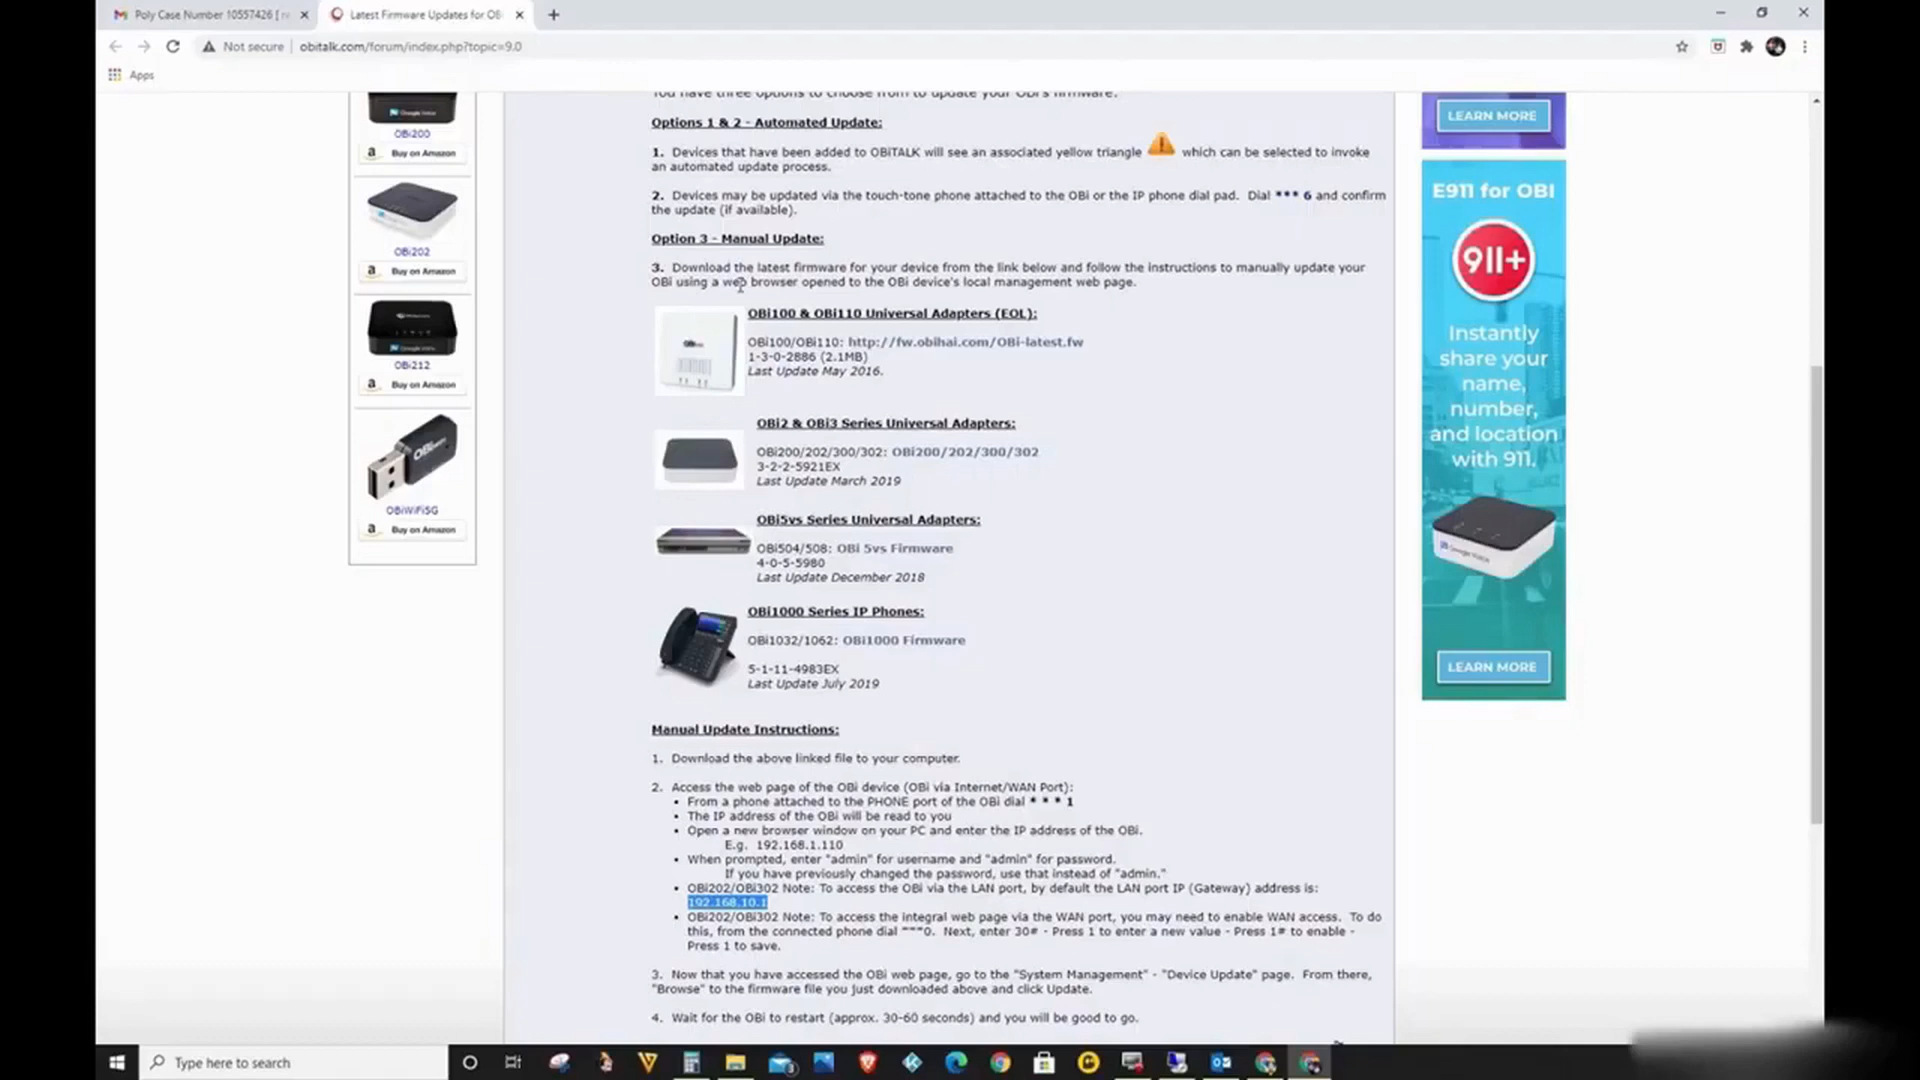 Poly Case Number 10557426 [ r
Latest Firmware Updates for OBi
Not secure
obitalk.com/forum/index.php?topic=9.0
Apps
OBi200
Buy on Amazon
OBi202
Buy on Amazon
OBi212
Buy on Amazon
OBiWiFi5G
Buy on Amazon
You have three options to choose from to update your OBi's firmware.
Options 1 & 2 - Automated Update:
1. Devices that have been added to OBiTALK will see an associated yellow triangle which can be selected to invoke
an automated update process.
2. Devices may be updated via the touch-tone phone attached to the OBi or the IP phone dial pad. Dial *** 6 and confirm
the update (if available).
Option 3 - Manual Update:
3. Download the latest firmware for your device from the link below and follow the instructions to manually update your
OBi using a web browser opened to the OBi device's local management web page.
OBi100 & OBi110 Universal Adapters (EOL):
OBi100/OBi110: http://fw.obihai.com/OBi-latest.fw
1-3-0-2886 (2.1MB)
Last Update May 2016.
OBi2 & OBi3 Series Universal Adapters:
OBi200/202/300/302: OBi200/202/300/302
3-2-2-5921EX
Last Update March 2019
OBi5vs Series Universal Adapters:
OBi504/508: OBi 5vs Firmware
4-0-5-5980
Last Update December 2018
OBi1000 Series IP Phones:
OBi1032/1062: OBi1000 Firmware
5-1-11-4983EX
Last Update July 2019
Manual Update Instructions:
1. Download the above linked file to your computer.
2. Access the web page of the OBi device (OBi via Internet/WAN Port):
• From a phone attached to the PHONE port of the OBi dial * * * 1
• The IP address of the OBi will be read to you
• Open a new browser window on your PC and enter the IP address of the OBi.
E.g. 192.168.1.110
• When prompted, enter "admin" for username and "admin" for password.
If you have previously changed the password, use that instead of "admin."
• OBi202/OBi302 Note: To access the OBi via the LAN port, by default the LAN port IP (Gateway) address is:
192.168.10.1
• OBi202/OBi302 Note: To access the integral web page via the WAN port, you may need to enable WAN access. To do
this, from the connected phone dial ***0. Next, enter 30# - Press 1 to enter a new value - Press 1# to enable -
Press 1 to save.
3. Now that you have accessed the OBi web page, go to the "System Management" - "Device Update" page. From there,
"Browse" to the firmware file you just downloaded above and click Update.
4. Wait for the OBi to restart (approx. 30-60 seconds) and you will be good to go.
LEARN MORE
E911 for OBI
911+
Instantly
share your
name,
number,
and location
with 911.
Google Voice
LEARN MORE
Type here to search